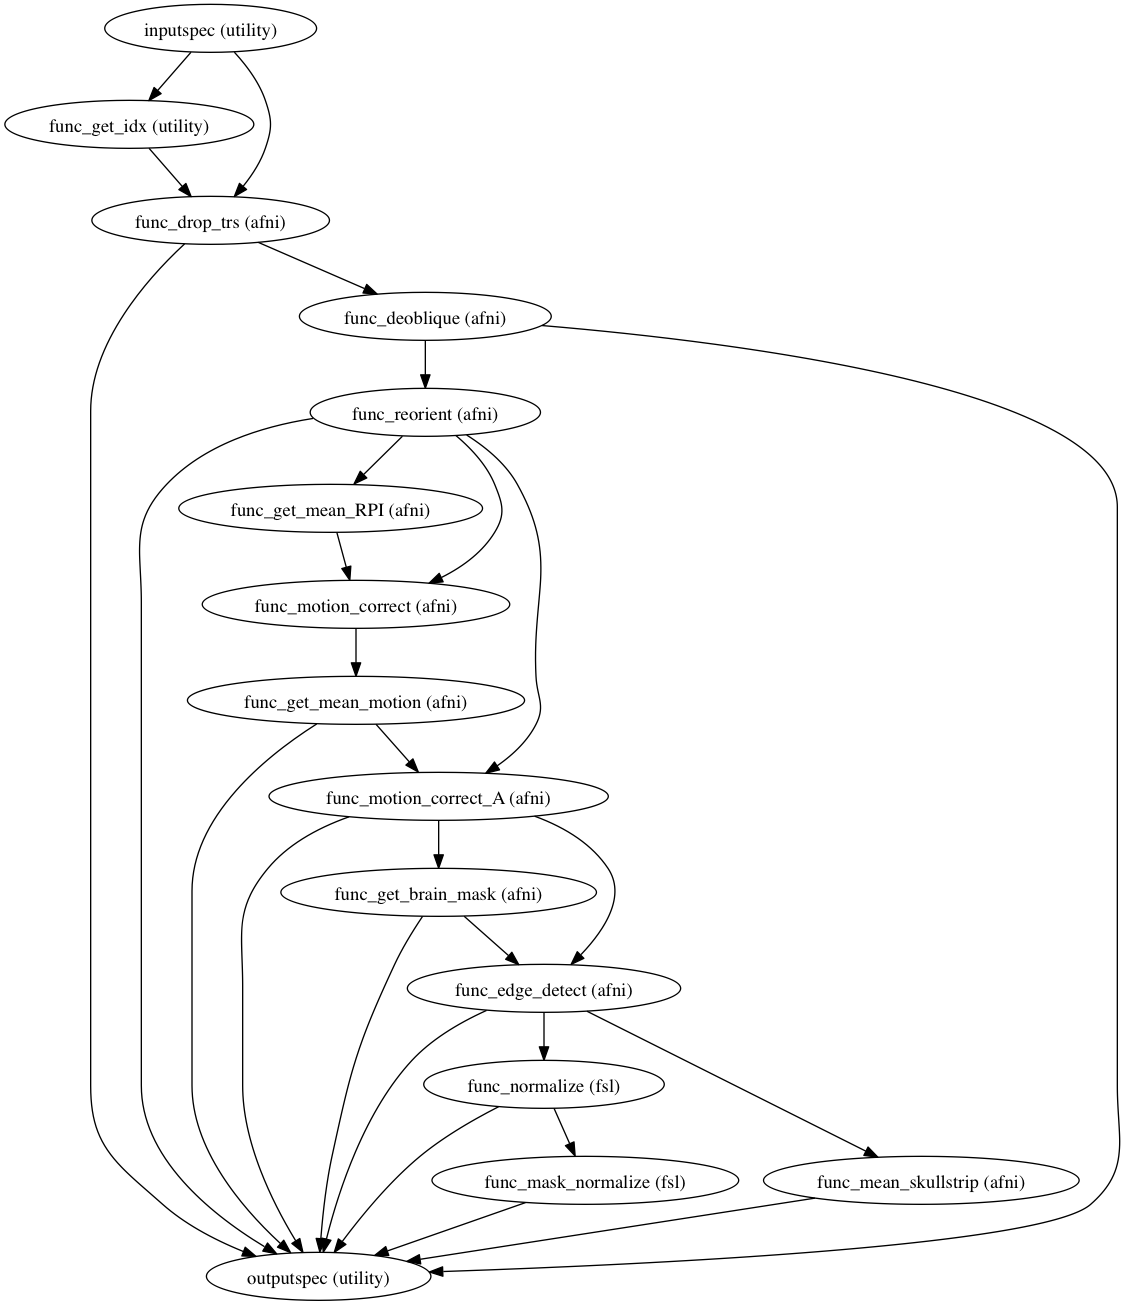 inputspec (utility)
func_get_idx (utility)
func_drop_trs (afni)
func_deoblique (afni)
func_reorient (afni)
func_get_mean_RPI (afni)
func_motion_correct (afni)
func_get_mean_motion (afni)
func_motion_correct_A (afni)
func_get_brain_mask (afni)
func_edge_detect (afni)
func_normalize (fsl)
func_mask_normalize (fsl)
func_mean_skullstrip (afni)
outputspec (utility)